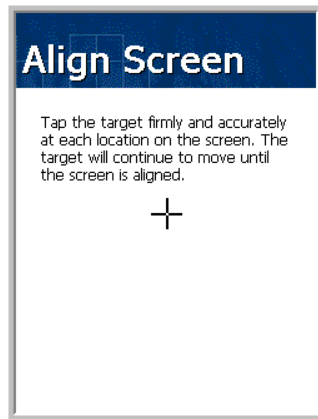 Align Screen
Tap the target firmly and accurately
at each location on the screen. The
target will continue to move until
the screen is aligned.